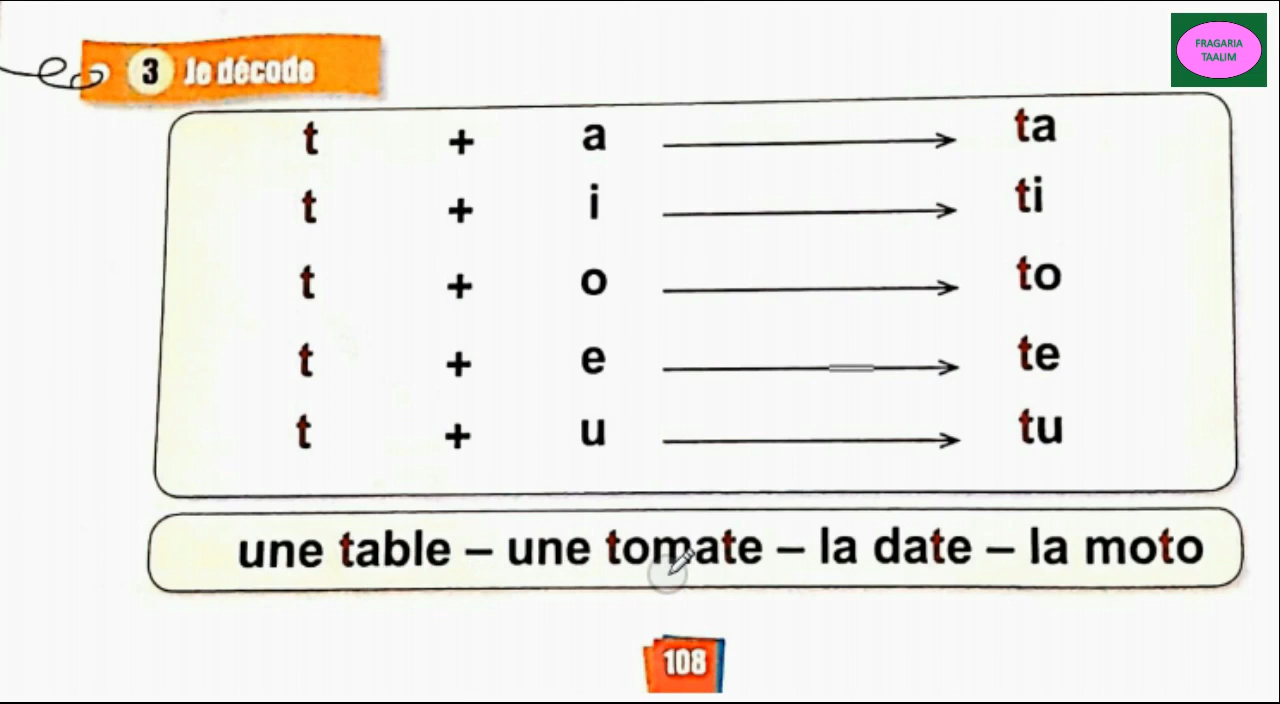 FRAGARIA
TAALIM
3 Je décode
t + a ta
t + i ti
t + o to
t + e te
t + u tu
une table – une tomate – la date – la moto
108